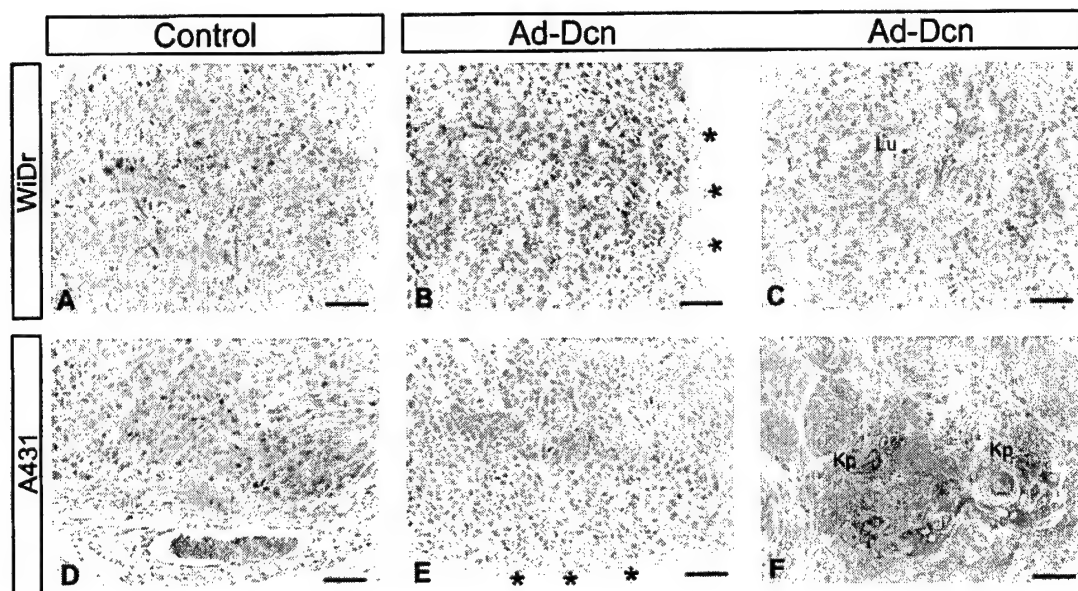 Control Ad-Dcn Ad-Dcn
WiDr
* * *
Lu
A B C
A431
Kp Kp
D E F
* * *